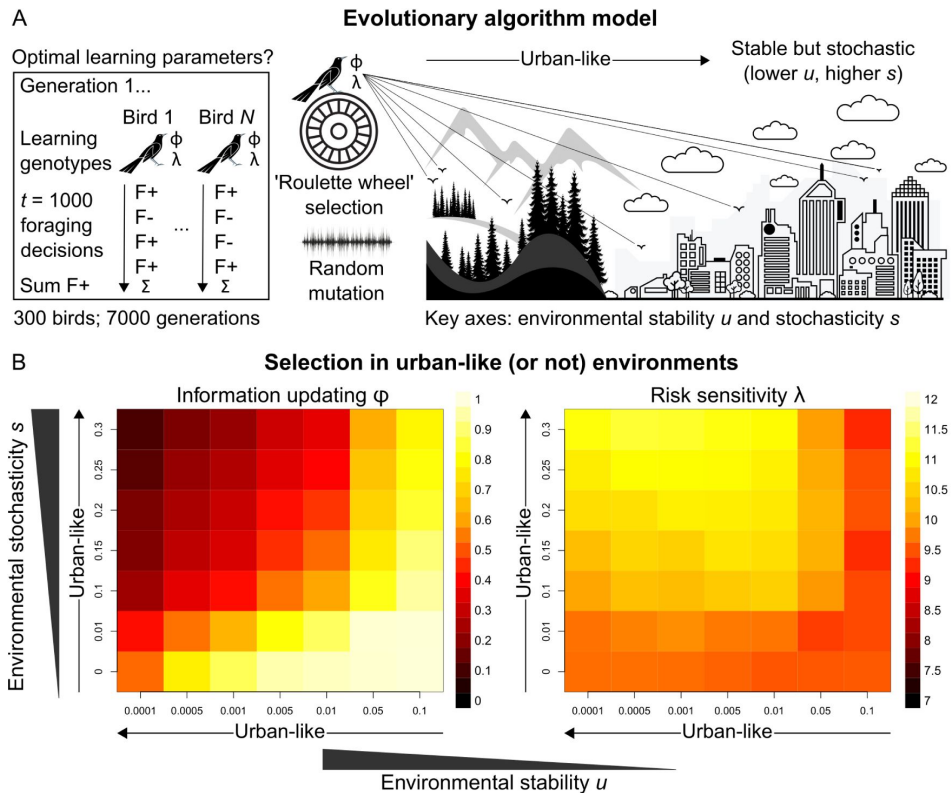 A
Evolutionary algorithm model
Optimal learning parameters?
Generation 1...
Bird 1
Bird N
Learning
genotypes
φ
λ
φ
λ
t = 1000
foraging
decisions
F+
F-
F+
F+
...
F+
F-
F-
F+
Sum F+
Σ
Σ
300 birds; 7000 generations
φ
λ
'Roulette wheel'
selection
Random
mutation
Urban-like
Stable but stochastic
(lower u, higher s)
Key axes: environmental stability u and stochasticity s
B
Selection in urban-like (or not) environments
Environmental stochasticity s
Urban-like
Information updating φ
0.3
0.25
0.2
0.15
0.1
0.01
0
0.0001
0.0005
0.001
0.005
0.01
0.05
0.1
Urban-like
1
0.9
0.8
0.7
0.6
0.5
0.4
0.3
0.2
0.1
0
Risk sensitivity λ
Urban-like
0.3
0.25
0.2
0.15
0.1
0.01
0
0.0001
0.0005
0.001
0.005
0.01
0.05
0.1
Urban-like
12
11.5
11
10.5
10
9.5
9
8.5
8
7.5
7
Environmental stability u